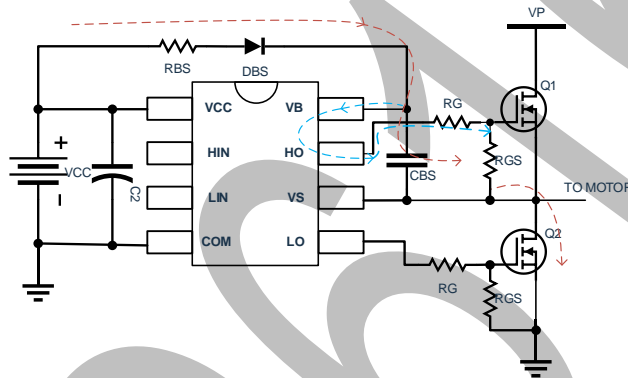 VP
RBS
DBS
Q1
RG
VCC
VB
HIN
HO
RGS
+
VCC
C2
CBS
LIN
VS
TO MOTOR
-
COM
LO
Q2
RG
RGS